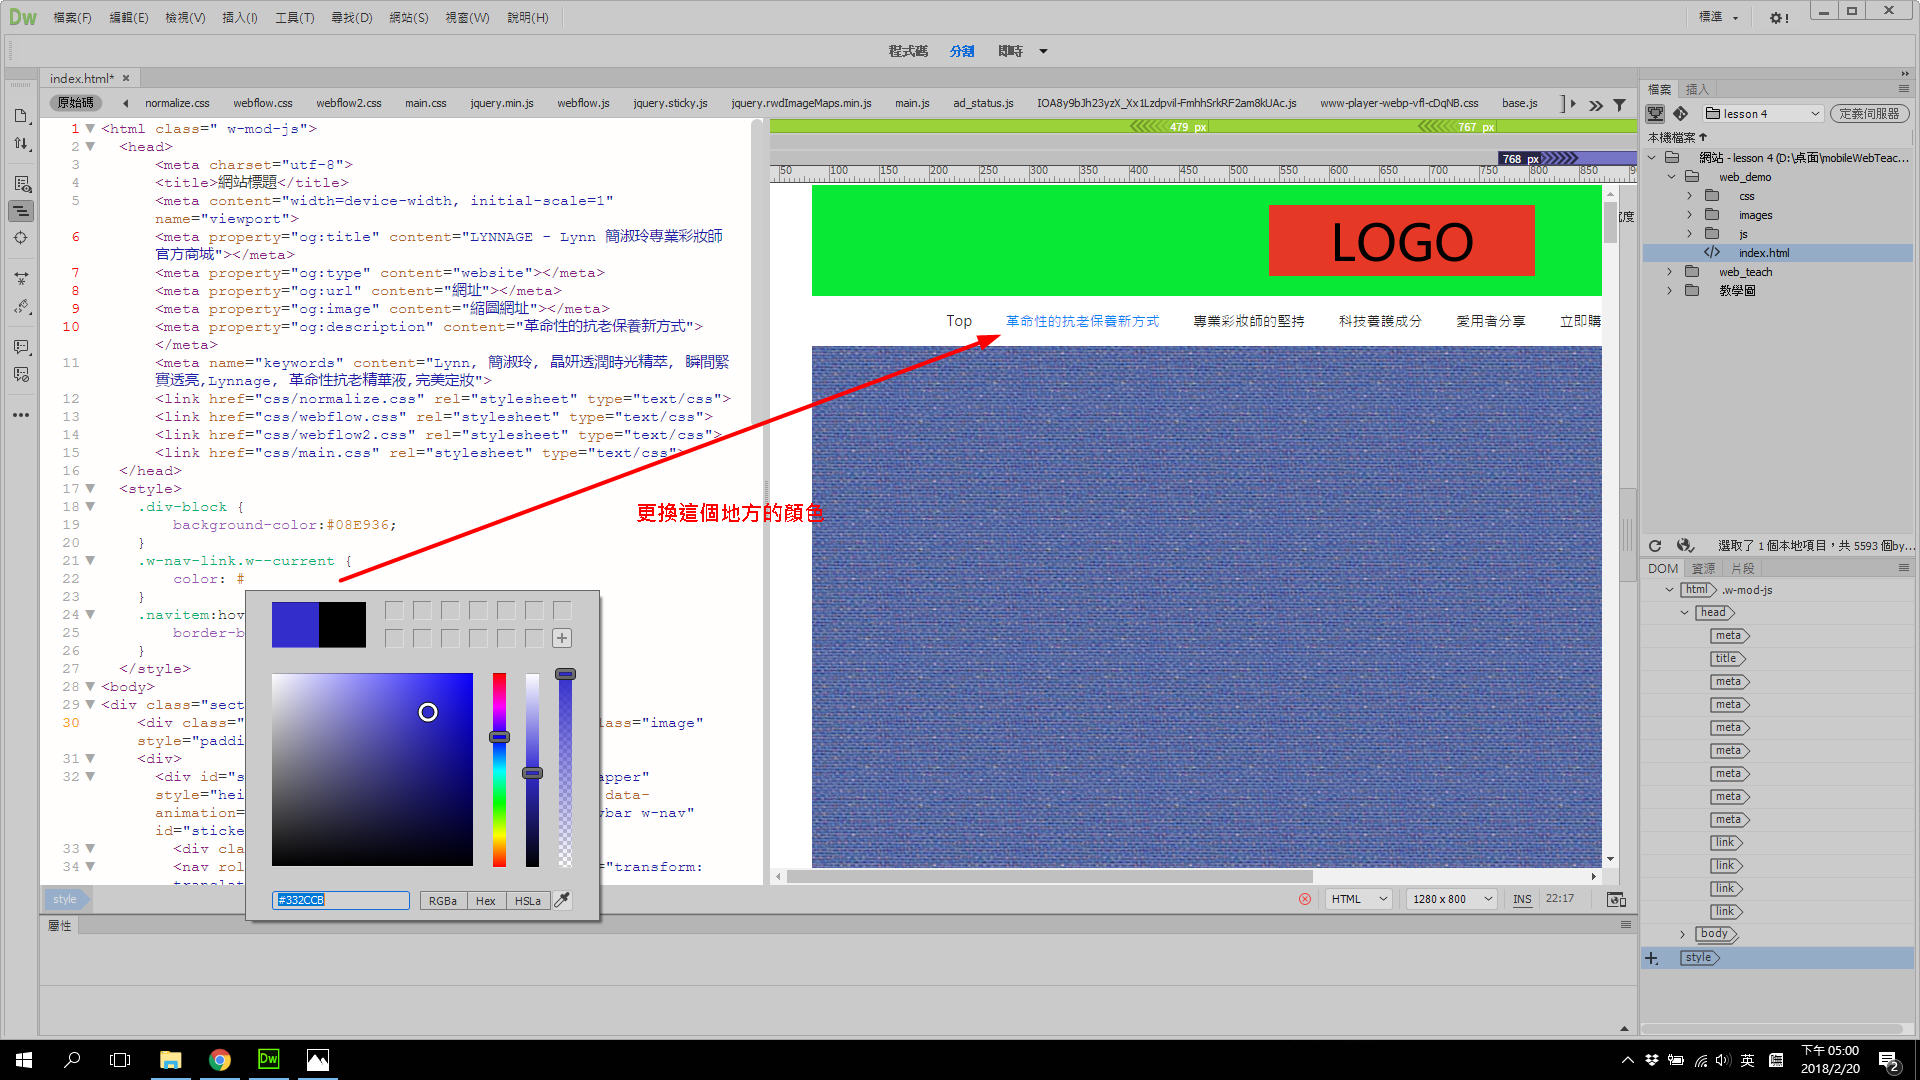 Dw 檔案(F) 編輯(E) 檢視(V) 插入(I) 工具(T) 尋找(D) 網站(S) 視窗(W) 說明(H) 標準
程式碼 分割 即時
index.html*
原始碼 normalize.css webflow.css webflow2.css main.css jquery.min.js webflow.js jquery.sticky.js jquery.rwdImageMaps.min.js main.js ad_status.js IOA8y9bJh23yzX_Xx1Lzdpvil-FmhhSrkRF2am8kUAc.js www-player-webp-vfl-cDqNB.css base.js
1 <html class=" w-mod-js">
2 <head>
3 <meta charset="utf-8">
4 <title>網站標題</title>
5 <meta content="width=device-width, initial-scale=1"
name="viewport">
6 <meta property="og:title" content="LYNNAGE - Lynn 簡淑玲專業彩妝師
官方商城"></meta>
7 <meta property="og:type" content="website"></meta>
8 <meta property="og:url" content="網址"></meta>
9 <meta property="og:image" content="縮圖網址"></meta>
10 <meta property="og:description" content="革命性的抗老保養新方式">
</meta>
11 <meta name="keywords" content="Lynn, 簡淑玲, 晶妍透潤時光精萃, 瞬間緊
實透亮,Lynnage, 革命性抗老精華液,完美定妝">
12 <link href="css/normalize.css" rel="stylesheet" type="text/css">
13 <link href="css/webflow.css" rel="stylesheet" type="text/css">
14 <link href="css/webflow2.css" rel="stylesheet" type="text/css">
15 <link href="css/main.css" rel="stylesheet" type="text/css">
16 </head>
17 <style>
18 .div-block {
19 background-color:#08E936;
20 }
21 .w-nav-link.w--current {
22 color: #
23 }
24 .navitem:hov
25 border-b
26 }
27 </style>
28 <body>
29 <div class="sect
30 <div class=" lass="image"
style="paddi
31 <div>
32 <div id="s apper"
style="hei data-
animation= vbar w-nav"
id="sticke
33 <div cla
34 <nav rol ="transform:
translat
#332CCB RGBa Hex HSLa
style
屬性
479 px 767 px
768 px
50 100 150 200 250 300 350 400 450 500 550 600 650 700 750 800 850
LOGO
Top 革命性的抗老保養新方式 專業彩妝師的堅持 科技養護成分 愛用者分享 立即購
更換這個地方的顏色
HTML 1280 x 800 INS 22:17
檔案 插入
lesson 4 定義伺服器
本機檔案
網站 - lesson 4 (D:\桌面\mobileWebTeac...
web_demo
css
images
js
index.html
web_teach
教學圖
選取了 1 個本地項目，共 5593 個by...
DOM 資源 片段
html .w-mod-js
head
meta
title
meta
meta
meta
meta
meta
meta
meta
link
link
link
link
body
style
Dw
英
下午 05:00
2018/2/20
2